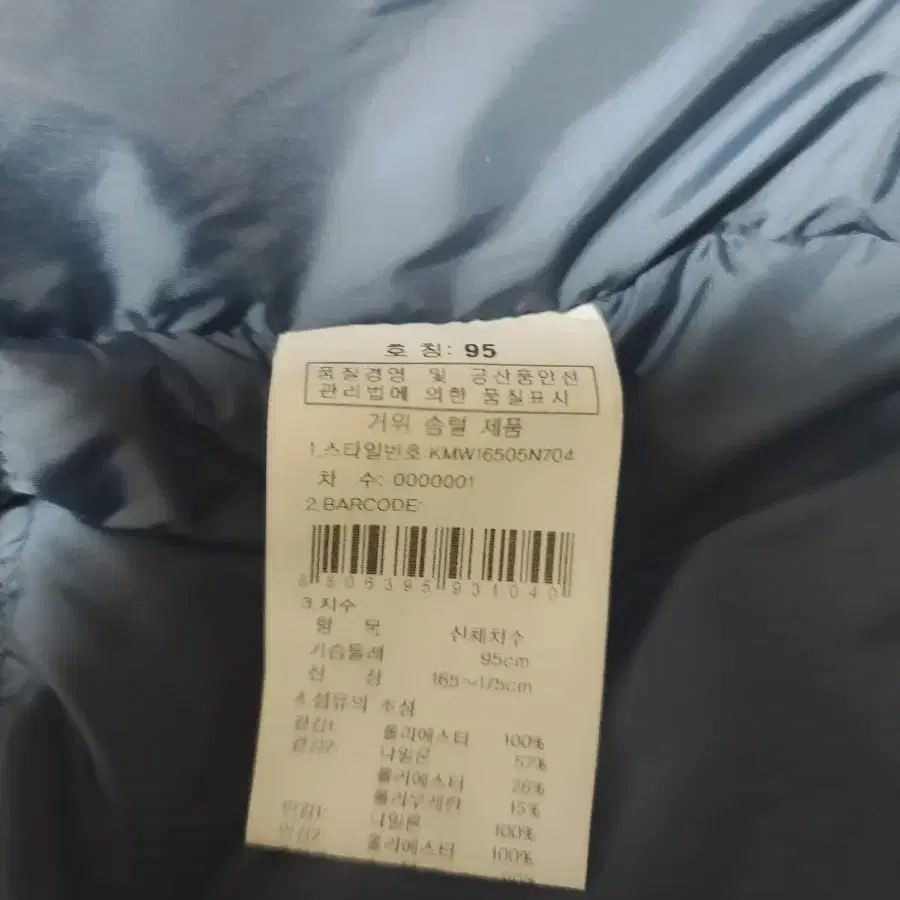 호 칭: 95
품질경영 및 공산품안전
관리법에 의한 품질표시
거위 솜털 제품
1.스타일번호:KMW16505N704
차 수: 0000001
2.BARCODE:
8 806395 931040
3.치수
항 목 신체치수
가슴둘레 95cm
신 장 165~175cm
4.섬유의 조성
겉감1: 폴리에스터 100%
겉감2: 나일론 57%
폴리에스터 28%
폴리우레탄 15%
안감1: 나일론 100%
안감2: 폴리에스터 100%